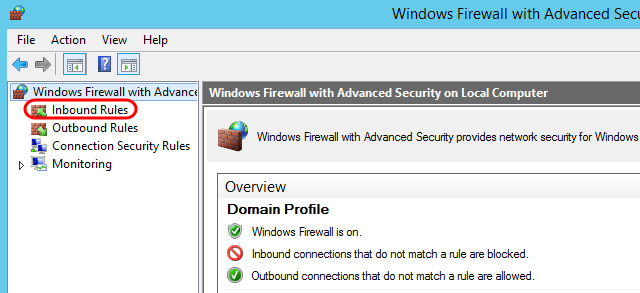 Windows Firewall with Advanced Secu
File Action View Help
Windows Firewall with Advance
Inbound Rules
Outbound Rules
Connection Security Rules
Monitoring
Windows Firewall with Advanced Security on Local Computer
Windows Firewall with Advanced Security provides network security for Windows
Overview
Domain Profile
Windows Firewall is on.
Inbound connections that do not match a rule are blocked.
Outbound connections that do not match a rule are allowed.